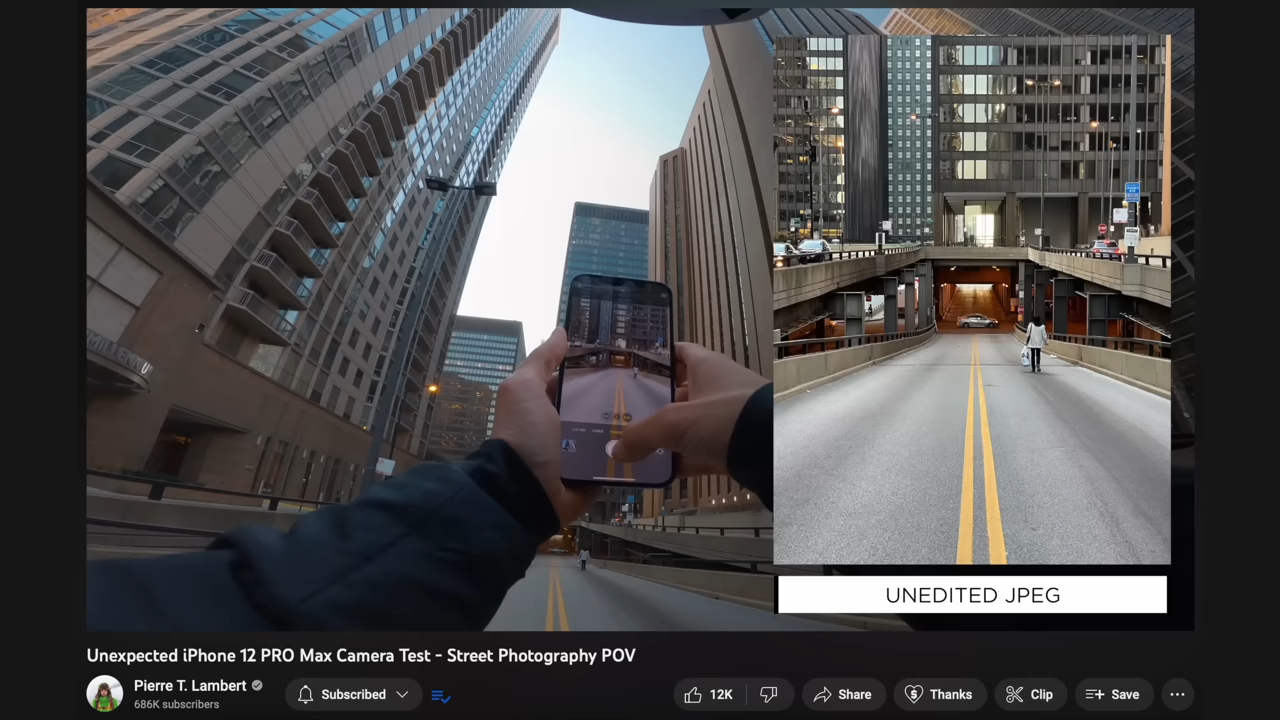 UNEDITED JPEG
Unexpected iPhone 12 PRO Max Camera Test - Street Photography POV
Pierre T. Lambert
686K subscribers
Subscribed
12K
Share
Thanks
Clip
Save